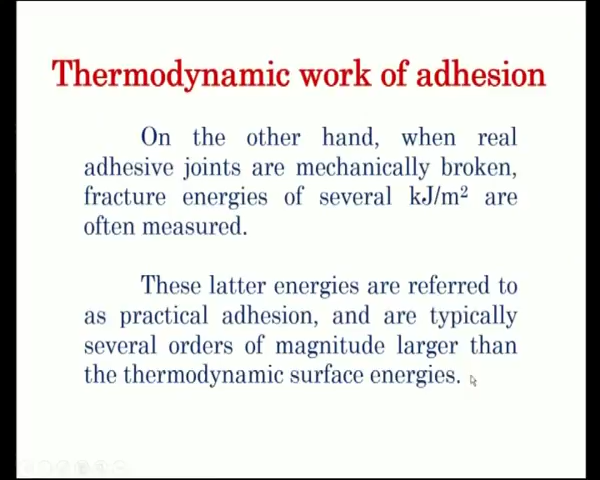 Thermodynamic work of adhesion
On the other hand, when real
adhesive joints are mechanically broken,
fracture energies of several kJ/m² are
often measured.
These latter energies are referred to
as practical adhesion, and are typically
several orders of magnitude larger than
the thermodynamic surface energies.